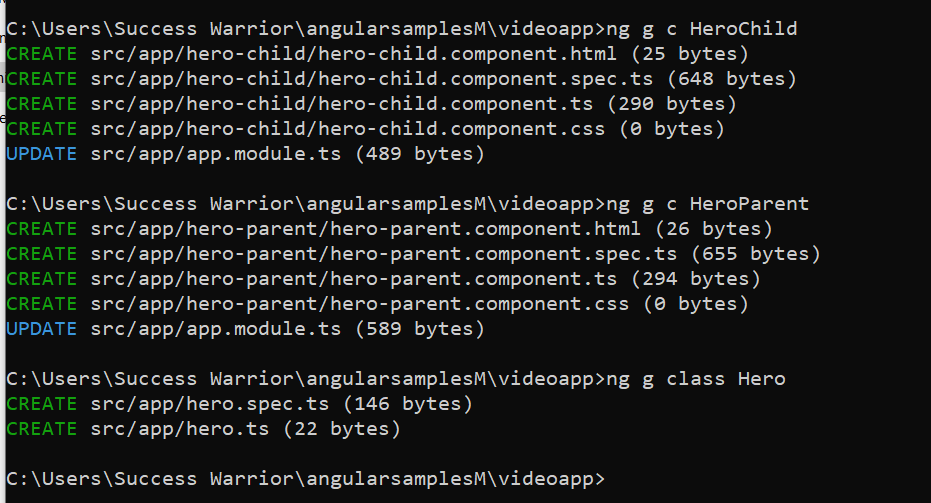 C:\Users\Success Warrior\angularsamplesM\videoapp>ng g c HeroChild
CREATE src/app/hero-child/hero-child.component.html (25 bytes)
CREATE src/app/hero-child/hero-child.component.spec.ts (648 bytes)
CREATE src/app/hero-child/hero-child.component.ts (290 bytes)
CREATE src/app/hero-child/hero-child.component.css (0 bytes)
UPDATE src/app/app.module.ts (489 bytes)
C:\Users\Success Warrior\angularsamplesM\videoapp>ng g c HeroParent
CREATE src/app/hero-parent/hero-parent.component.html (26 bytes)
CREATE src/app/hero-parent/hero-parent.component.spec.ts (655 bytes)
CREATE src/app/hero-parent/hero-parent.component.ts (294 bytes)
CREATE src/app/hero-parent/hero-parent.component.css (0 bytes)
UPDATE src/app/app.module.ts (589 bytes)
C:\Users\Success Warrior\angularsamplesM\videoapp>ng g class Hero
CREATE src/app/hero.spec.ts (146 bytes)
CREATE src/app/hero.ts (22 bytes)
C:\Users\Success Warrior\angularsamplesM\videoapp>